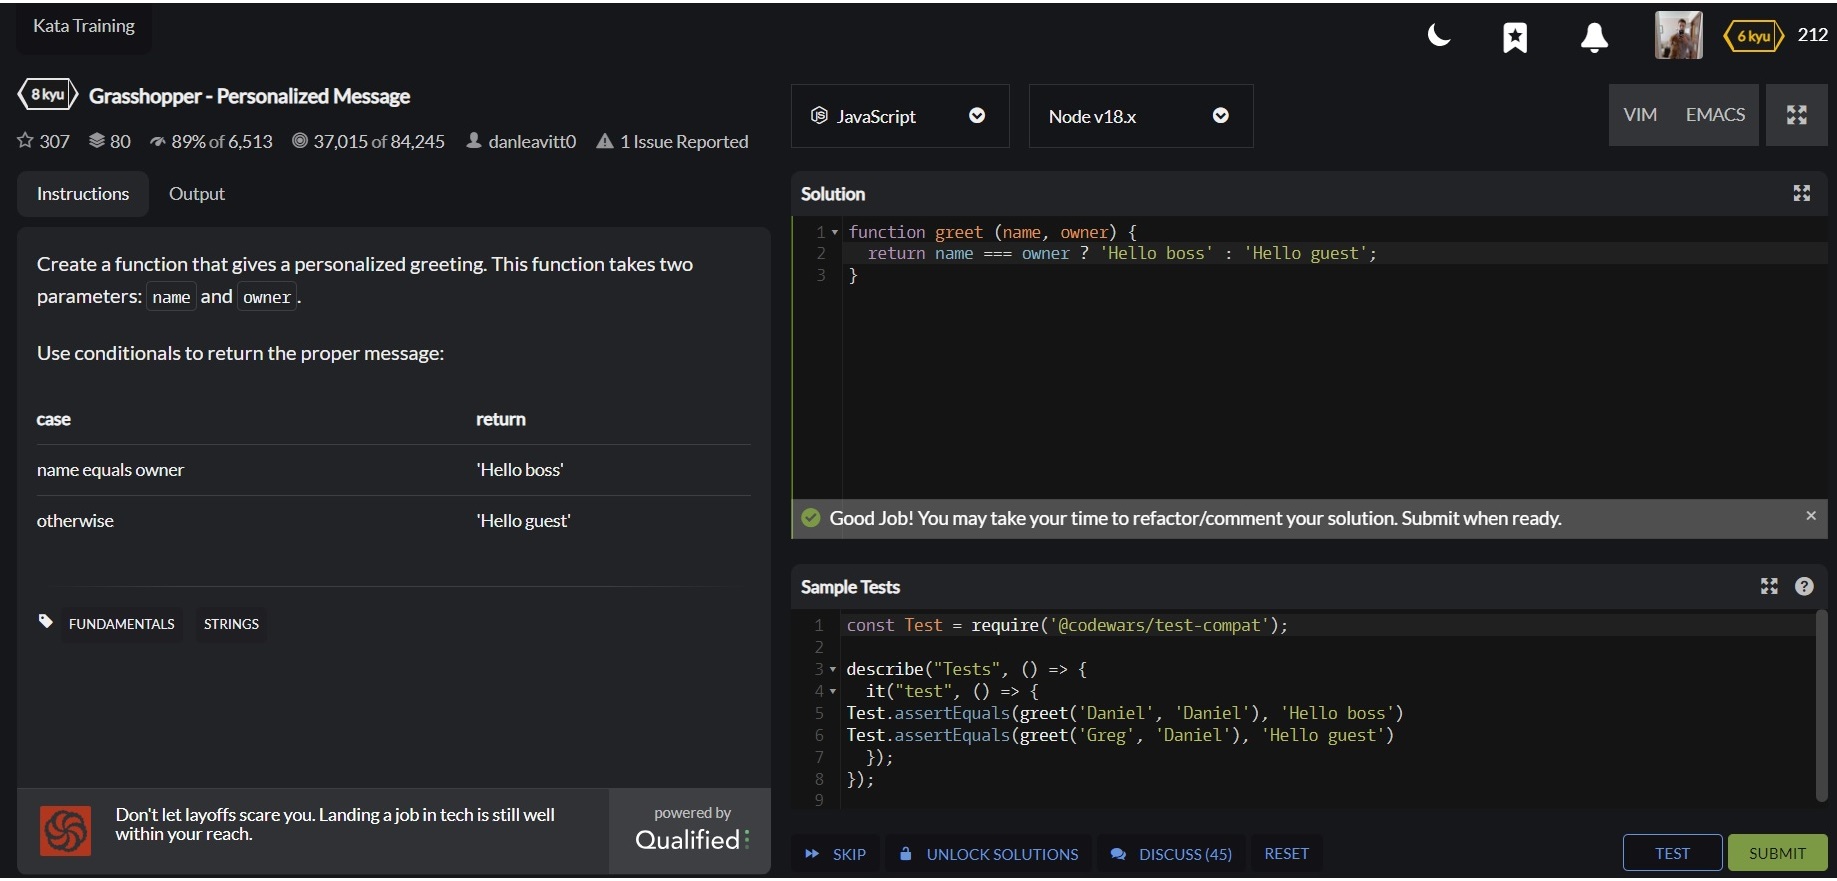 Kata Training
6 kyu 212
8 kyu Grasshopper - Personalized Message
307 80 89% of 6,513 37,015 of 84,245 danleavitt0 1 Issue Reported
Instructions Output
Create a function that gives a personalized greeting. This function takes two
parameters: name and owner.
Use conditionals to return the proper message:
case return
name equals owner 'Hello boss'
otherwise 'Hello guest'
FUNDAMENTALS STRINGS
Don't let layoffs scare you. Landing a job in tech is still well
within your reach.
powered by
Qualified
JS JavaScript Node v18.x VIM EMACS
Solution
1 function greet (name, owner) {
2 return name === owner ? 'Hello boss' : 'Hello guest';
3 }
Good Job! You may take your time to refactor/comment your solution. Submit when ready. ×
Sample Tests ?
1 const Test = require('@codewars/test-compat');
2
3 describe("Tests", () => {
4 it("test", () => {
5 Test.assertEquals(greet('Daniel', 'Daniel'), 'Hello boss')
6 Test.assertEquals(greet('Greg', 'Daniel'), 'Hello guest')
7 });
8 });
9
SKIP UNLOCK SOLUTIONS DISCUSS (45) RESET TEST SUBMIT